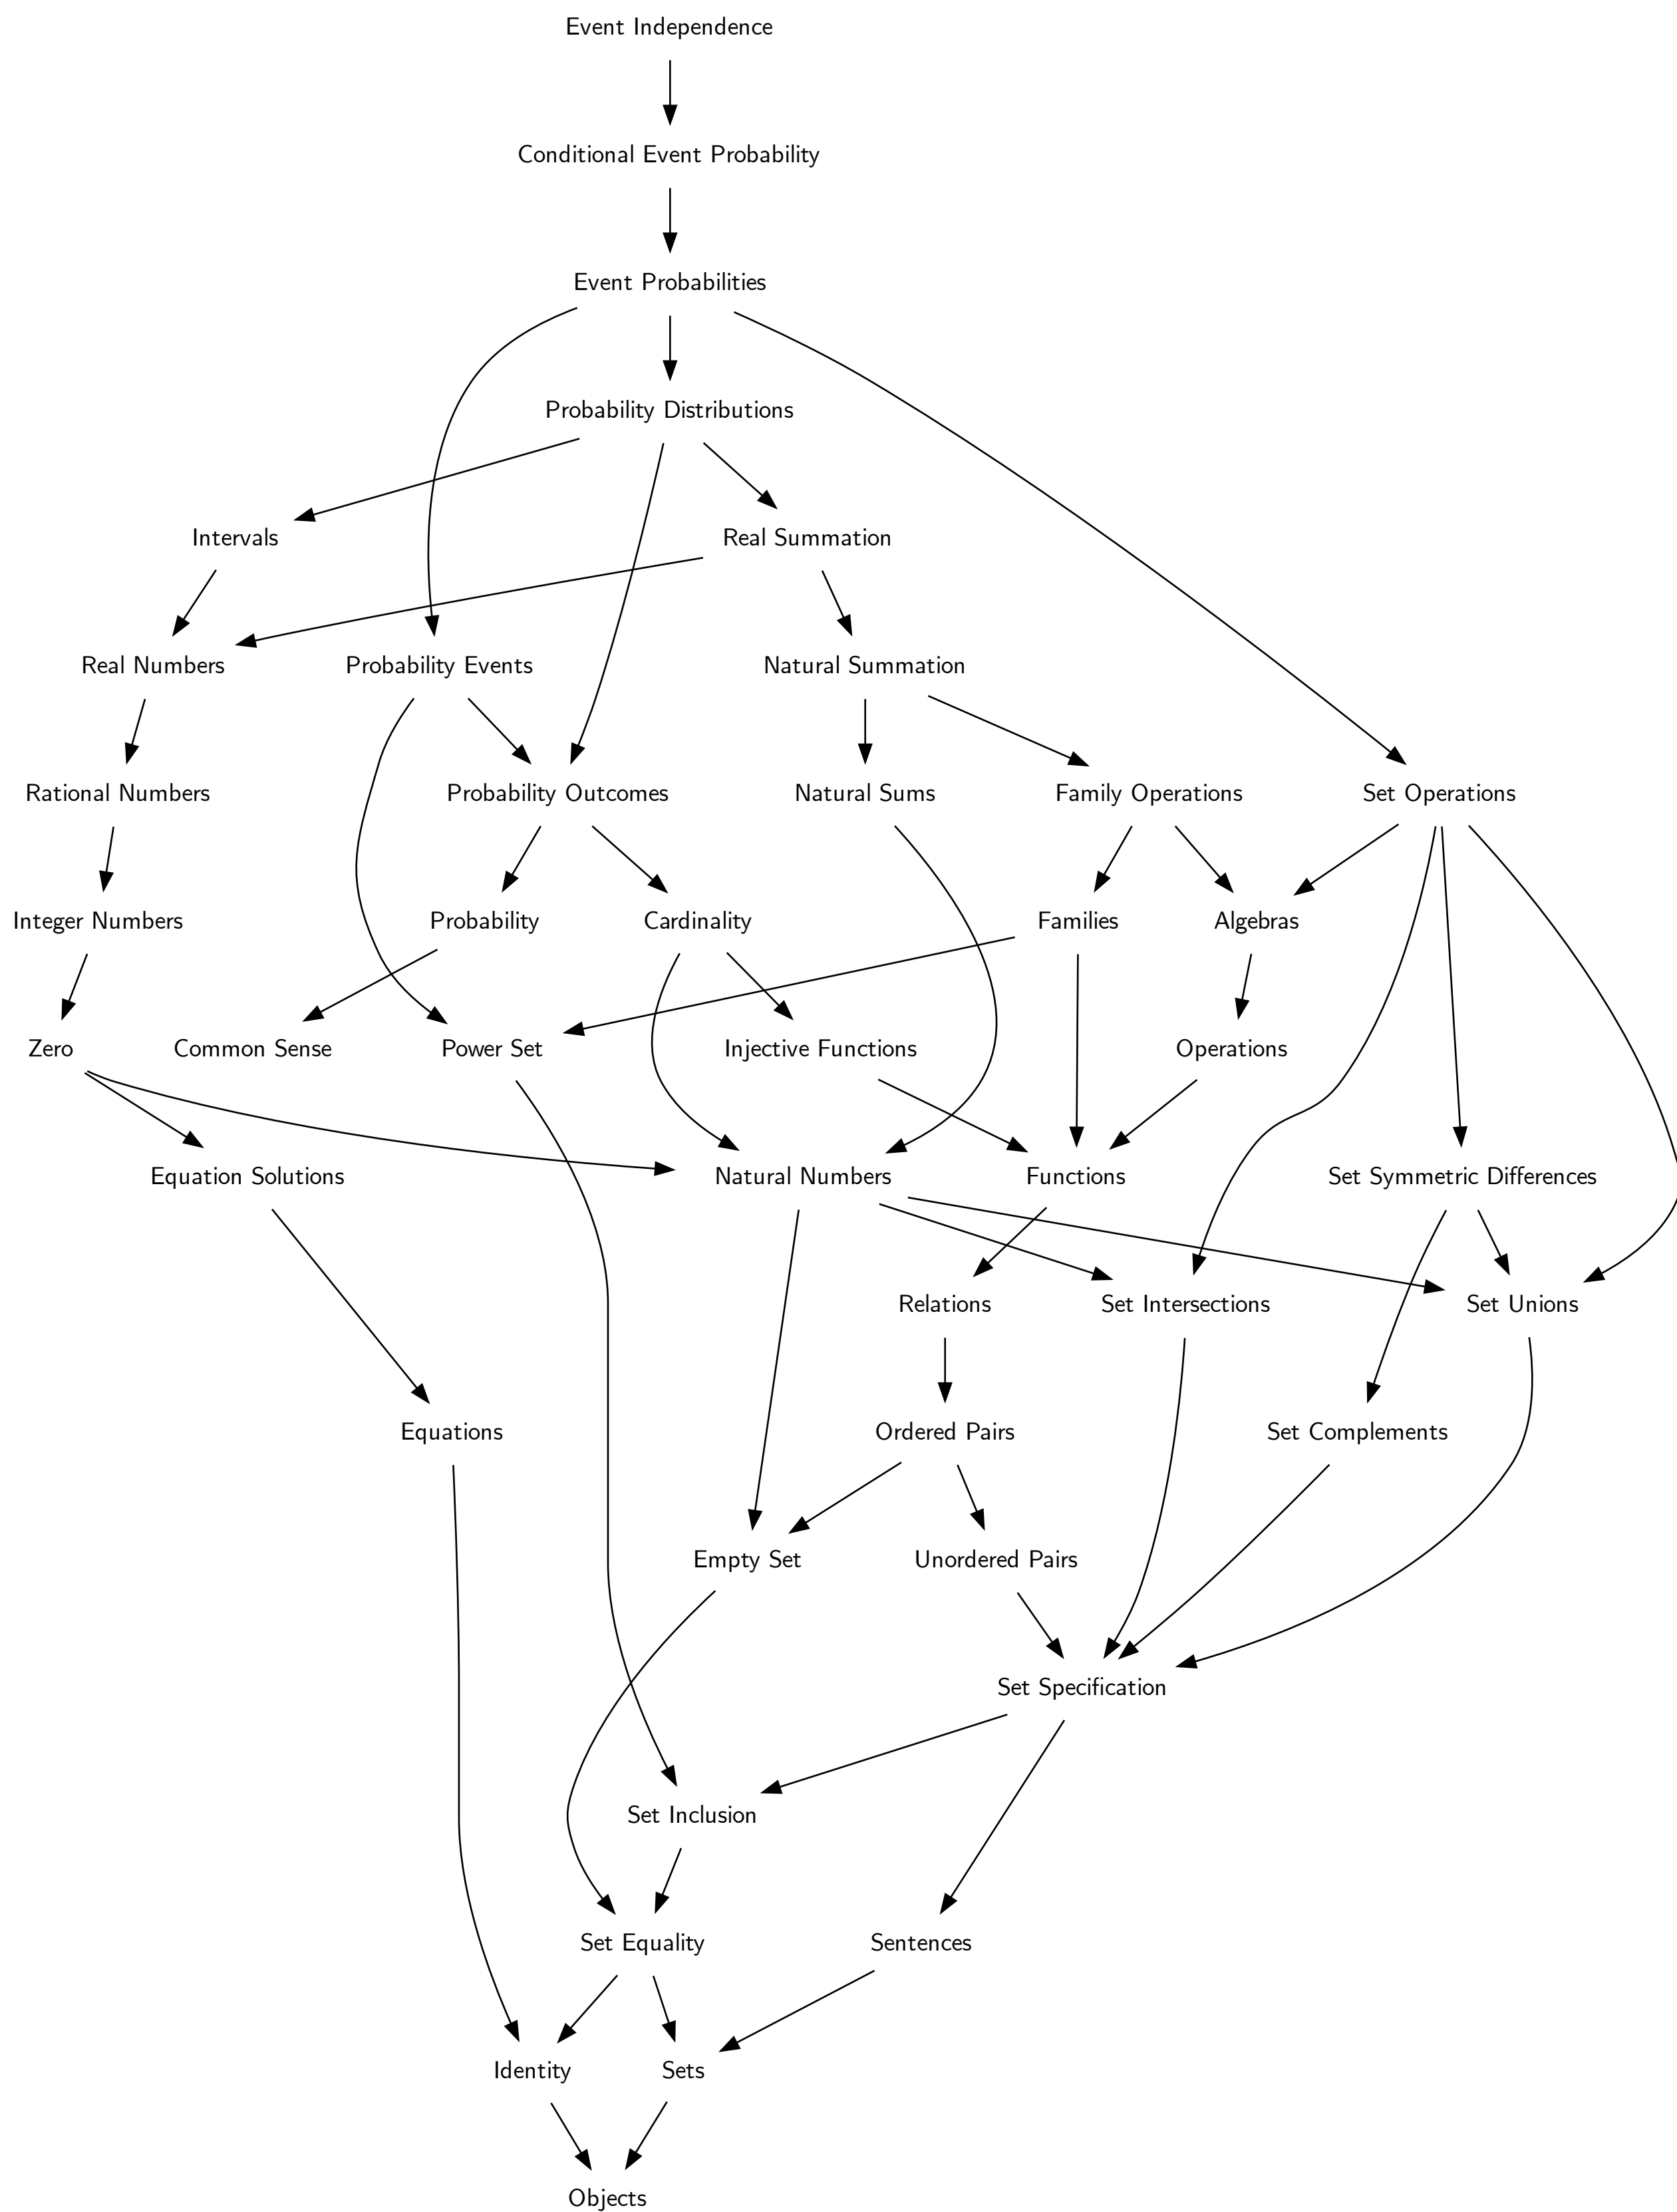 Event Independence
Conditional Event Probability
Event Probabilities
Probability Distributions
Intervals
Real Summation
Real Numbers
Probability Events
Natural Summation
Rational Numbers
Probability Outcomes
Natural Sums
Family Operations
Set Operations
Integer Numbers
Probability
Cardinality
Families
Algebras
Zero
Common Sense
Power Set
Injective Functions
Operations
Equation Solutions
Natural Numbers
Functions
Set Symmetric Differences
Relations
Set Intersections
Set Unions
Equations
Ordered Pairs
Set Complements
Empty Set
Unordered Pairs
Set Specification
Set Inclusion
Set Equality
Sentences
Identity
Sets
Objects